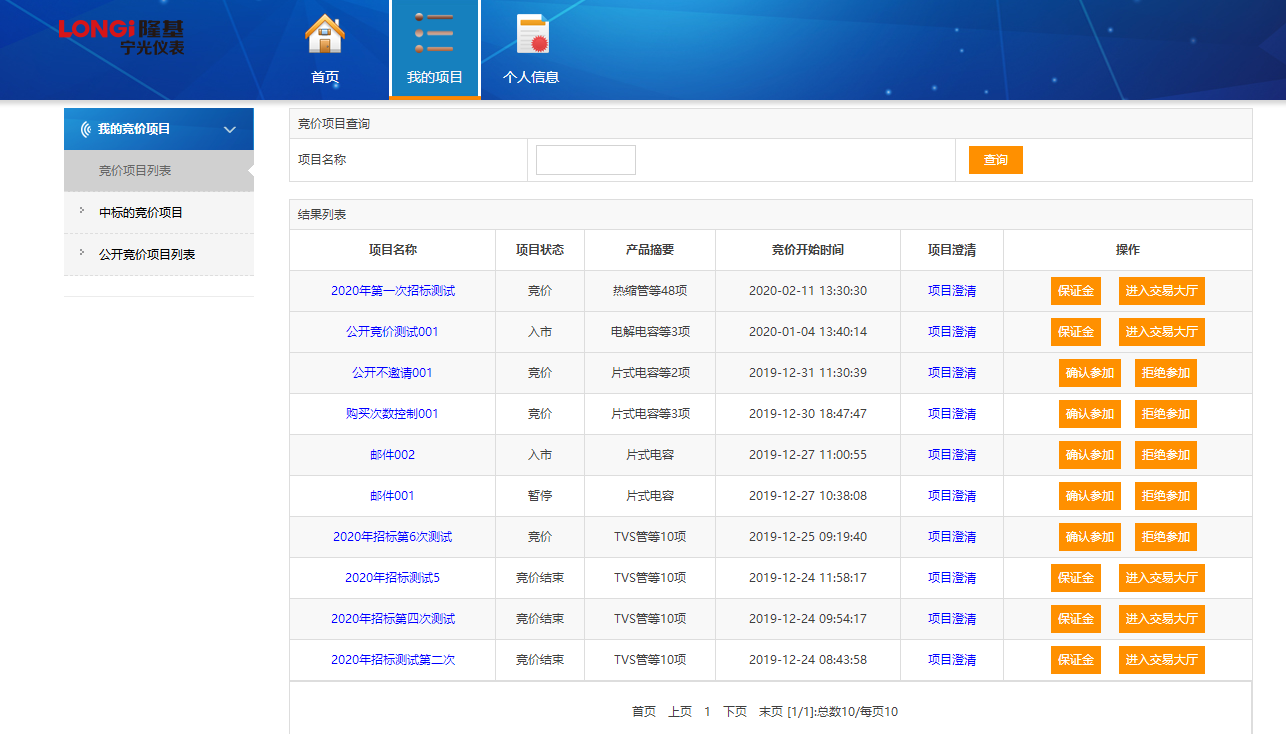 LONGi 隆基
宁光仪表
首页
我的项目
个人信息
我的竞价项目
竞价项目列表
中标的竞价项目
公开竞价项目列表
竞价项目查询
项目名称 查询
结果列表
项目名称 项目状态 产品摘要 竞价开始时间 项目澄清 操作
2020年第一次招标测试 竞价 热缩管等48项 2020-02-11 13:30:30 项目澄清 保证金 进入交易大厅
公开竞价测试001 入市 电解电容等3项 2020-01-04 13:40:14 项目澄清 保证金 进入交易大厅
公开不邀请001 竞价 片式电容等2项 2019-12-31 11:30:39 项目澄清 确认参加 拒绝参加
购买次数控制001 竞价 片式电容等3项 2019-12-30 18:47:47 项目澄清 确认参加 拒绝参加
邮件002 入市 片式电容 2019-12-27 11:00:55 项目澄清 确认参加 拒绝参加
邮件001 暂停 片式电容 2019-12-27 10:38:08 项目澄清 确认参加 拒绝参加
2020年招标第6次测试 竞价 TVS管等10项 2019-12-25 09:19:40 项目澄清 确认参加 拒绝参加
2020年招标测试5 竞价结束 TVS管等10项 2019-12-24 11:58:17 项目澄清 保证金 进入交易大厅
2020年招标第四次测试 竞价结束 TVS管等10项 2019-12-24 09:54:17 项目澄清 保证金 进入交易大厅
2020年招标测试第二次 竞价结束 TVS管等10项 2019-12-24 08:43:58 项目澄清 保证金 进入交易大厅
首页 上页 1 下页 末页 [1/1]:总数10/每页10